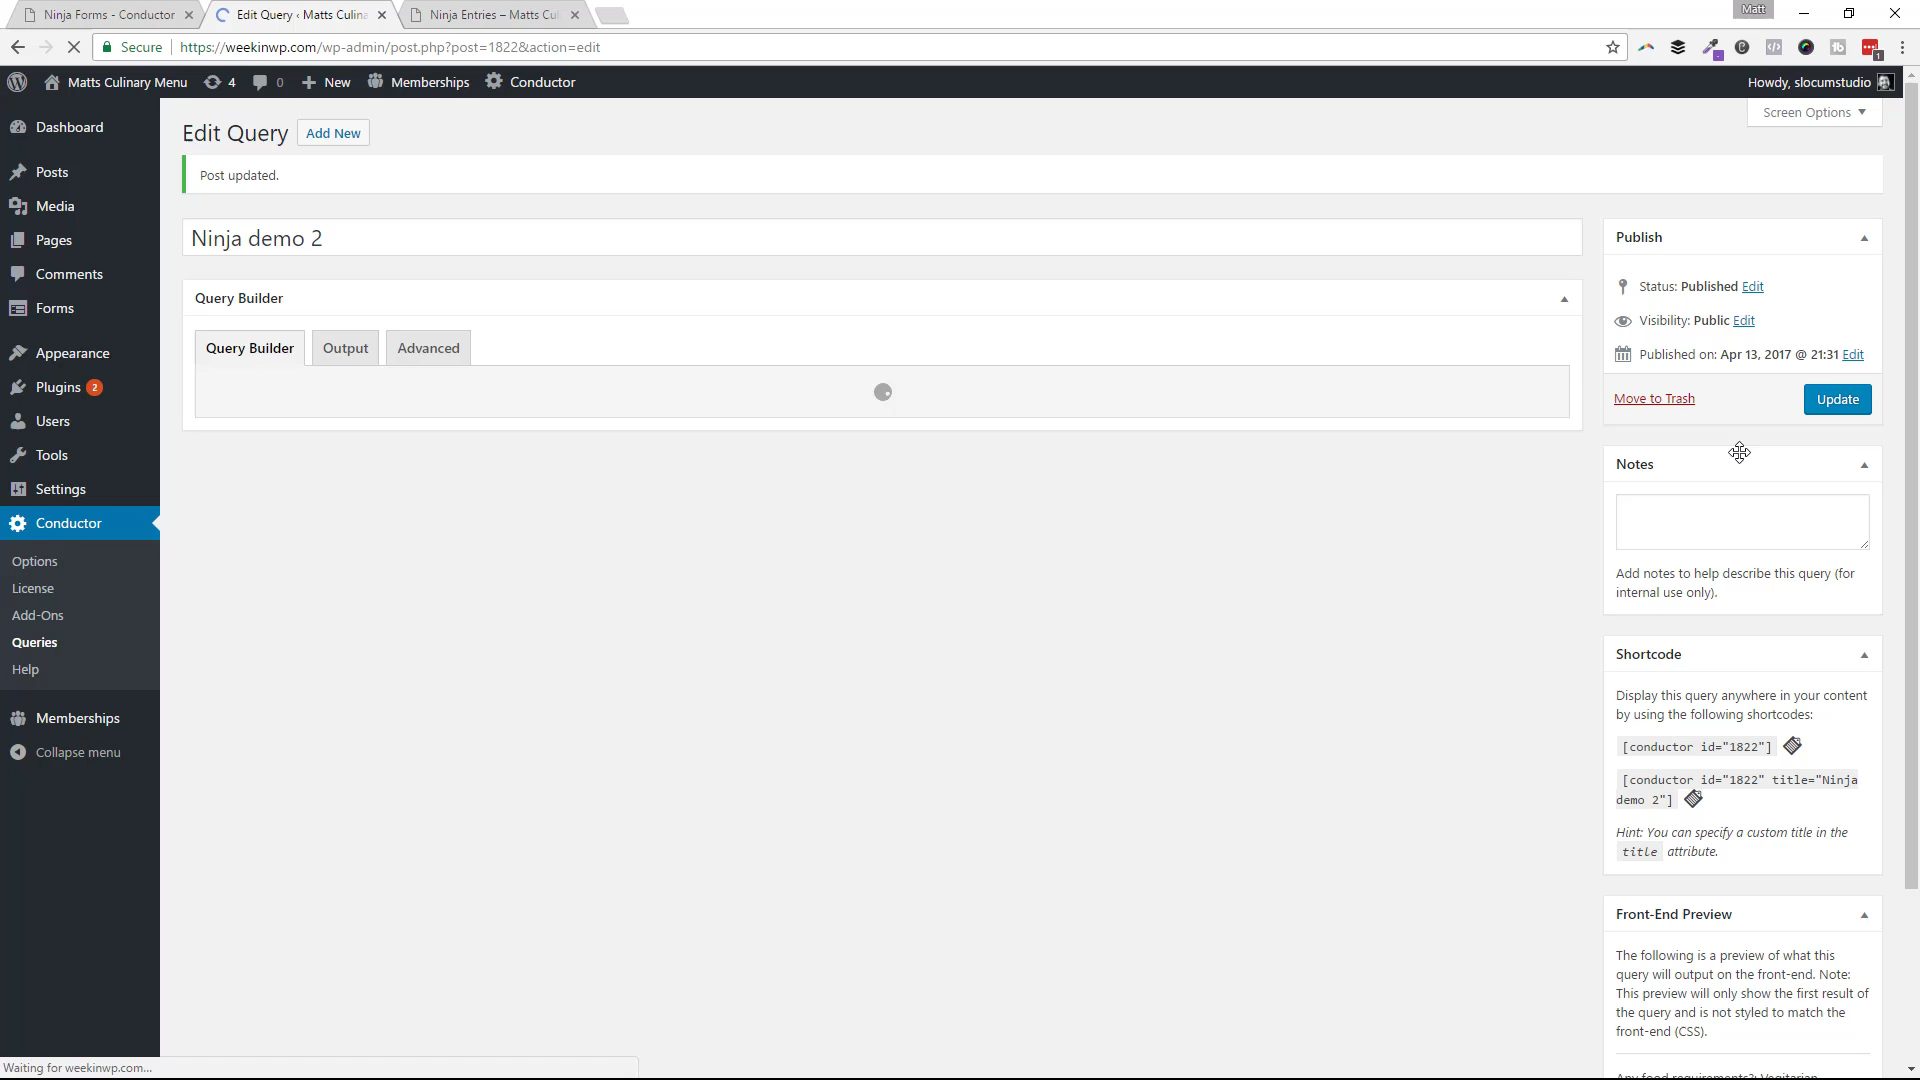 Ninja Forms - Conductor
Edit Query ‹ Matts Culina
Ninja Entries – Matts Cul
Matt
Secure
https://weekinwp.com/wp-admin/post.php?post=1822&action=edit
1
Matts Culinary Menu
4
0
New
Memberships
Conductor
Howdy, slocumstudio
Dashboard
Posts
Media
Pages
Comments
Forms
Appearance
Plugins 2
Users
Tools
Settings
Conductor
Options
License
Add-Ons
Queries
Help
Memberships
Collapse menu
Screen Options
Edit Query
Add New
Post updated.
Ninja demo 2
Query Builder
Query Builder
Output
Advanced
Publish
Status: Published Edit
Visibility: Public Edit
Published on: Apr 13, 2017 @ 21:31 Edit
Move to Trash
Update
Notes
Add notes to help describe this query (for
internal use only).
Shortcode
Display this query anywhere in your content
by using the following shortcodes:
[conductor id="1822"]
[conductor id="1822" title="Ninja
demo 2"]
Hint: You can specify a custom title in the
title attribute.
Front-End Preview
The following is a preview of what this
query will output on the front-end. Note:
This preview will only show the first result of
the query and is not styled to match the
front-end (CSS).
Any food requirements?: Vegitarian
Waiting for weekinwp.com...